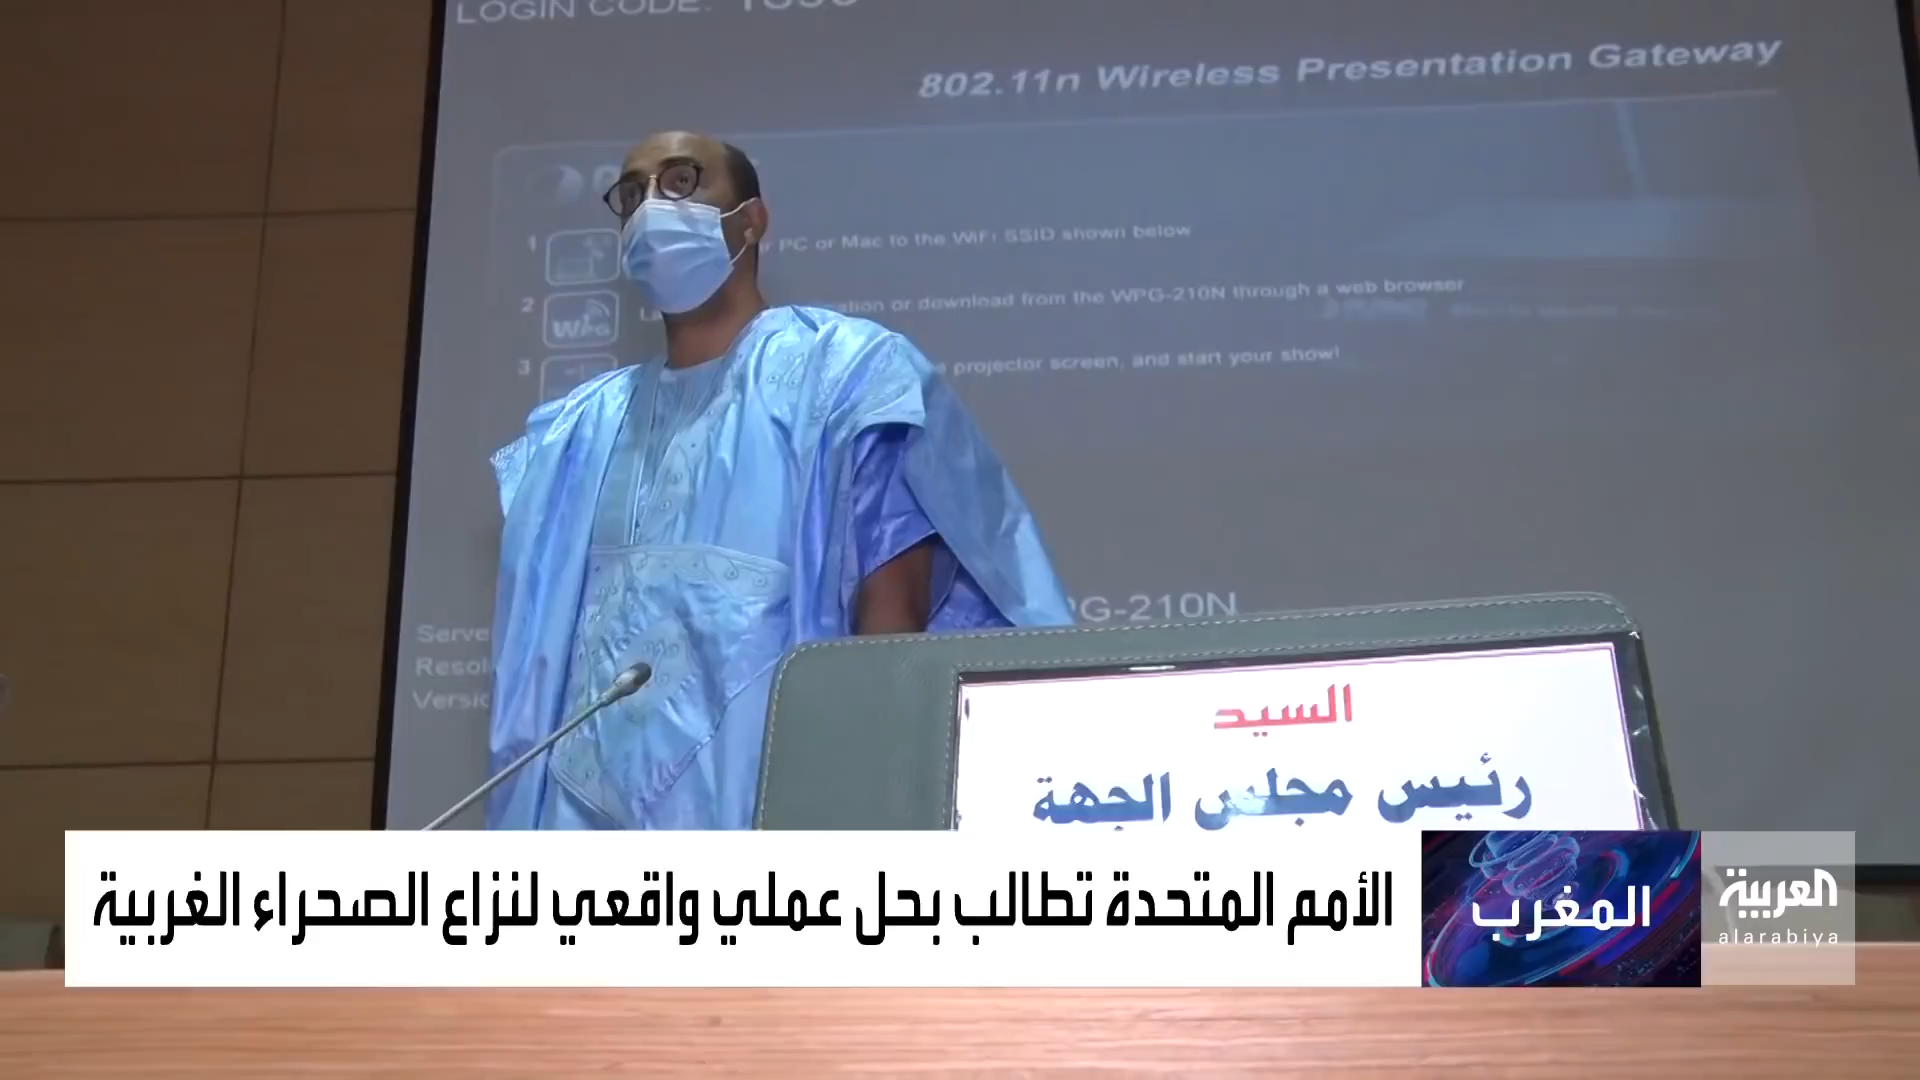 LOGIN CODE:
802.11n Wireless Presentation Gateway
1
PC or Mac to the WiFi SSID shown below
2
WPG
or download from the WPG-210N through a web browser
3
projector screen, and start your show!
PG-210N
السيد
رئيس مجلس الجهة
الأمم المتحدة تطالب بحل عملي واقعي لنزاع الصحراء الغربية
المغرب
العربية
alarabiya